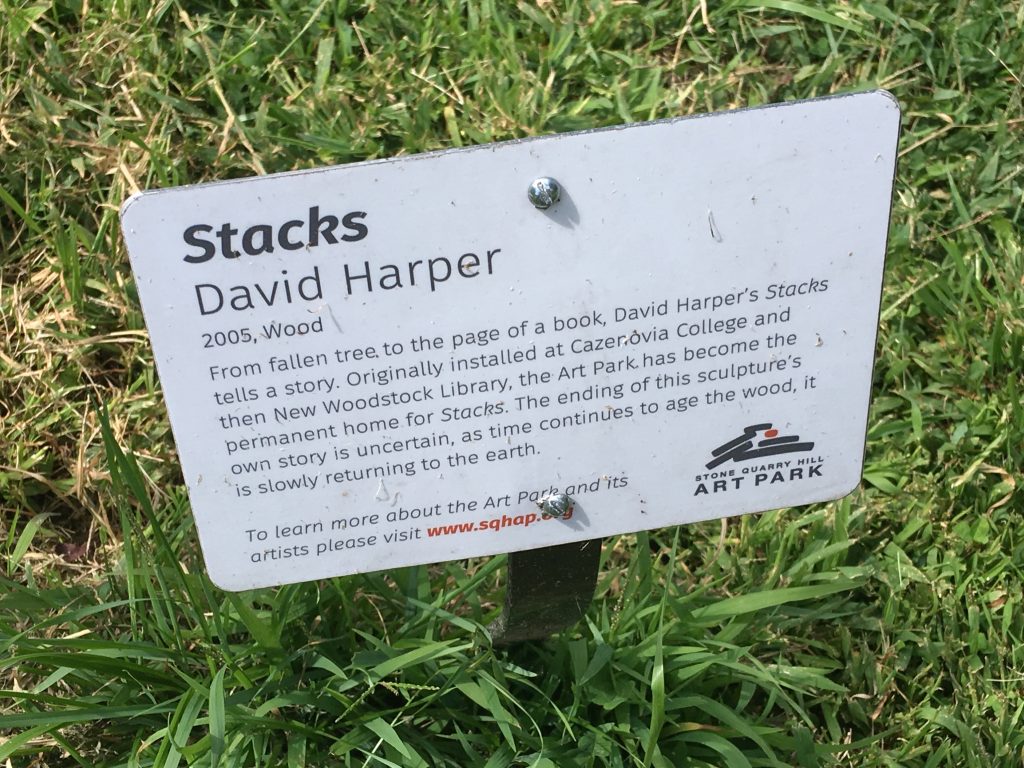 Stacks
David Harper
2005, Wood
From fallen tree to the page of a book, David Harper's Stacks
tells a story. Originally installed at Cazenovia College and
then New Woodstock Library, the Art Park has become the
permanent home for Stacks. The ending of this sculpture's
own story is uncertain, as time continues to age the wood, it
is slowly returning to the earth.
To learn more about the Art Park and its
artists please visit www.sqhap.org
STONE QUARRY HILL
ART PARK